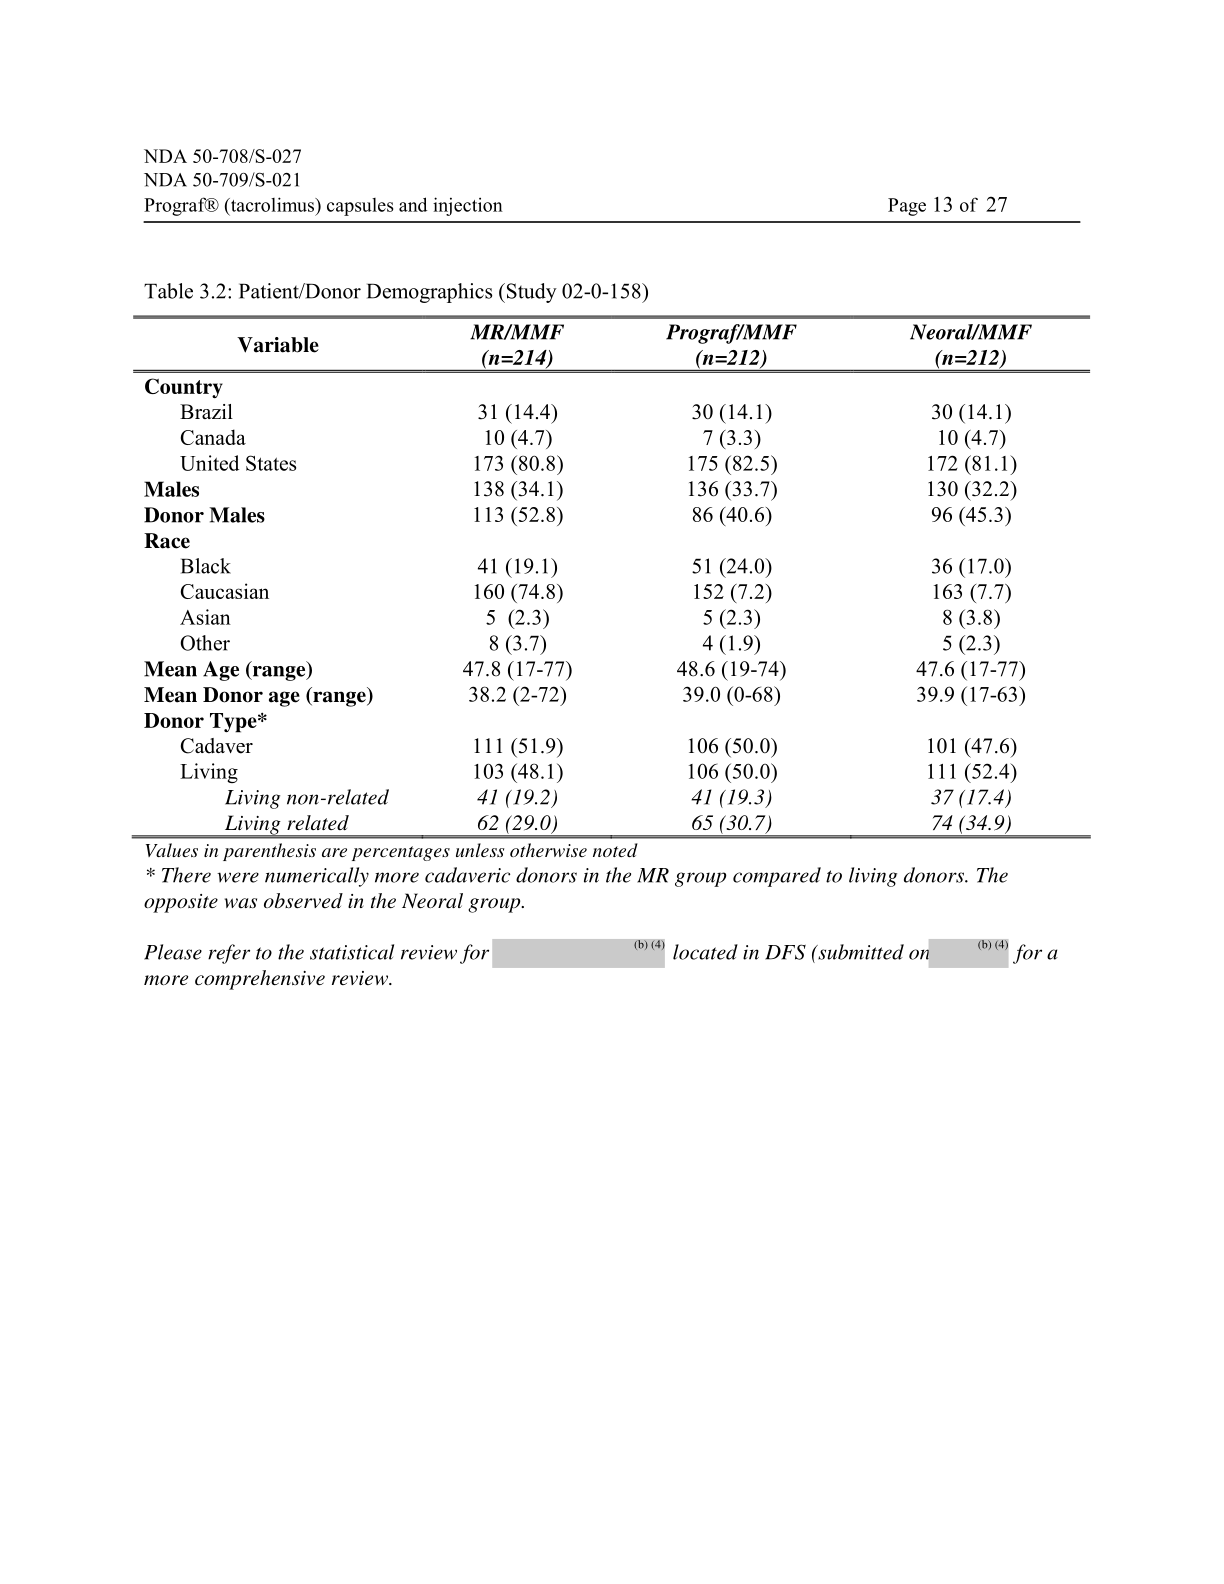 NDA 50-708/S-027
NDA 50-709/S-021
Prograf® (tacrolimus) capsules and injection Page 13 of 27
Table 3.2: Patient/Donor Demographics (Study 02-0-158)
Variable MR/MMF (n=214) Prograf/MMF (n=212) Neoral/MMF (n=212)
Country
Brazil 31 (14.4) 30 (14.1) 30 (14.1)
Canada 10 (4.7) 7 (3.3) 10 (4.7)
United States 173 (80.8) 175 (82.5) 172 (81.1)
Males 138 (34.1) 136 (33.7) 130 (32.2)
Donor Males 113 (52.8) 86 (40.6) 96 (45.3)
Race
Black 41 (19.1) 51 (24.0) 36 (17.0)
Caucasian 160 (74.8) 152 (7.2) 163 (7.7)
Asian 5 (2.3) 5 (2.3) 8 (3.8)
Other 8 (3.7) 4 (1.9) 5 (2.3)
Mean Age (range) 47.8 (17-77) 48.6 (19-74) 47.6 (17-77)
Mean Donor age (range) 38.2 (2-72) 39.0 (0-68) 39.9 (17-63)
Donor Type*
Cadaver 111 (51.9) 106 (50.0) 101 (47.6)
Living 103 (48.1) 106 (50.0) 111 (52.4)
Living non-related 41 (19.2) 41 (19.3) 37 (17.4)
Living related 62 (29.0) 65 (30.7) 74 (34.9)
Values in parenthesis are percentages unless otherwise noted
* There were numerically more cadaveric donors in the MR group compared to living donors. The
opposite was observed in the Neoral group.
Please refer to the statistical review for (b) (4) located in DFS (submitted on (b) (4) for a
more comprehensive review.